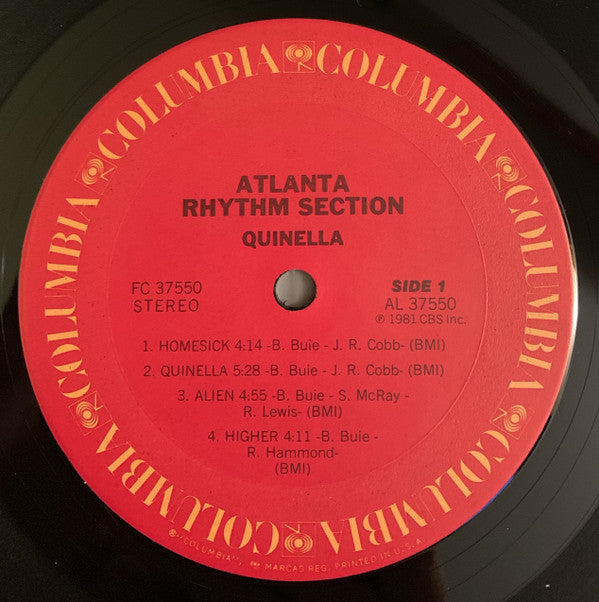 COLUMBIA COLUMBIA COLUMBIA COLUMBIA COLUMBIA COLUMBIA
ATLANTA
RHYTHM SECTION
QUINELLA
FC 37550
STEREO
SIDE 1
AL 37550
℗ 1981 CBS Inc.
1. HOMESICK 4:14 -B. Buie - J. R. Cobb- (BMI)
2. QUINELLA 5:28 -B. Buie - J. R. Cobb- (BMI)
3. ALIEN 4:55 -B. Buie - S. McRay -
R. Lewis- (BMI)
4. HIGHER 4:11 -B. Buie -
R. Hammond-
(BMI)
® "COLUMBIA", MARCAS REG. PRINTED IN U.S.A.